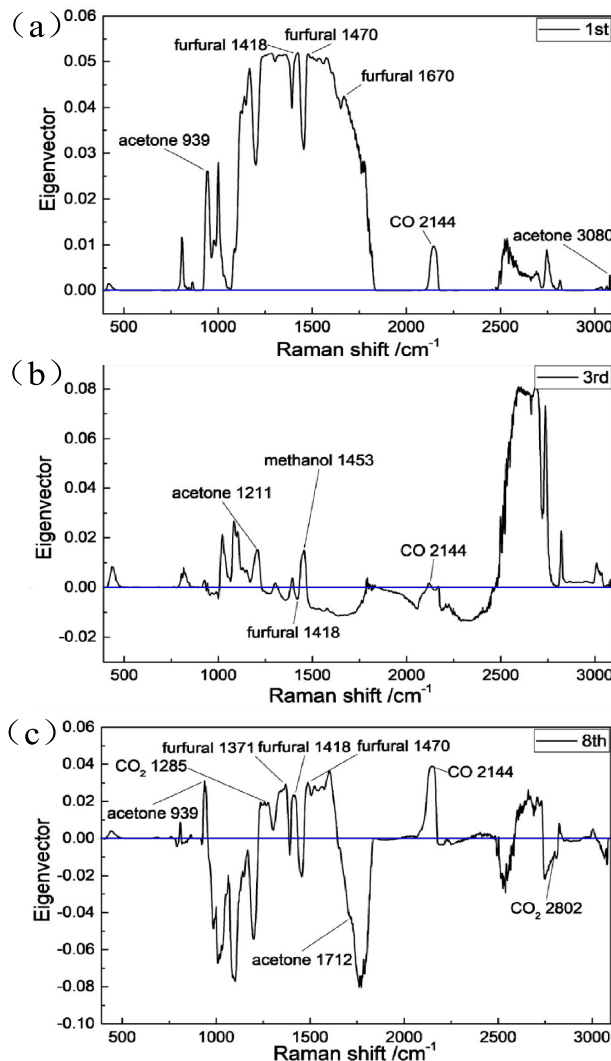 (a)
1st
furfural 1418
furfural 1470
furfural 1670
acetone 939
CO 2144
acetone 3080
Eigenvector
0.06
0.05
0.04
0.03
0.02
0.01
0.00
500 1000 1500 2000 2500 3000
Raman shift /cm-1
(b)
3rd
methanol 1453
acetone 1211
CO 2144
furfural 1418
Eigenvector
0.08
0.06
0.04
0.02
0.00
-0.02
500 1000 1500 2000 2500 3000
Raman shift /cm-1
(c)
8th
furfural 1371 furfural 1418 furfural 1470
CO2 1285
CO 2144
acetone 939
acetone 1712
CO2 2802
Eigenvector
0.06
0.04
0.02
0.00
-0.02
-0.04
-0.06
-0.08
-0.10
500 1000 1500 2000 2500 3000
Raman shift /cm-1